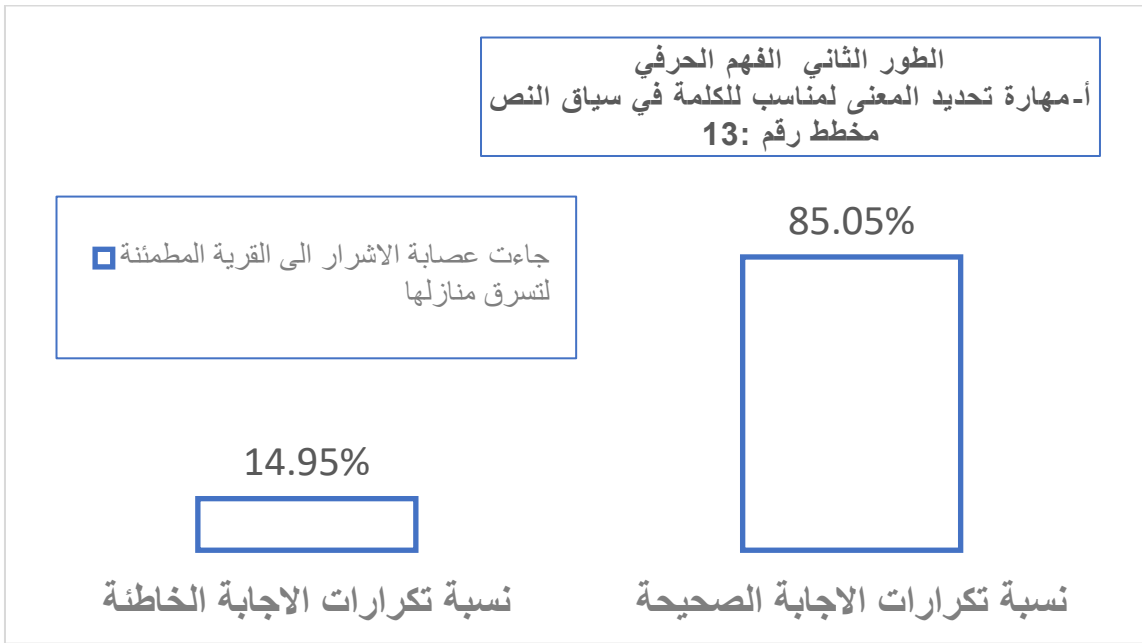 الطور الثاني الفهم الحرفي
أ-مهارة تحديد المعنى لمناسب للكلمة في سياق النص
مخطط رقم :13
85.05%
جاءت عصابة الاشرار الى القرية المطمئنة
لتسرق منازلها
14.95%
نسبة تكرارات الاجابة الصحيحة
نسبة تكرارات الاجابة الخاطئة